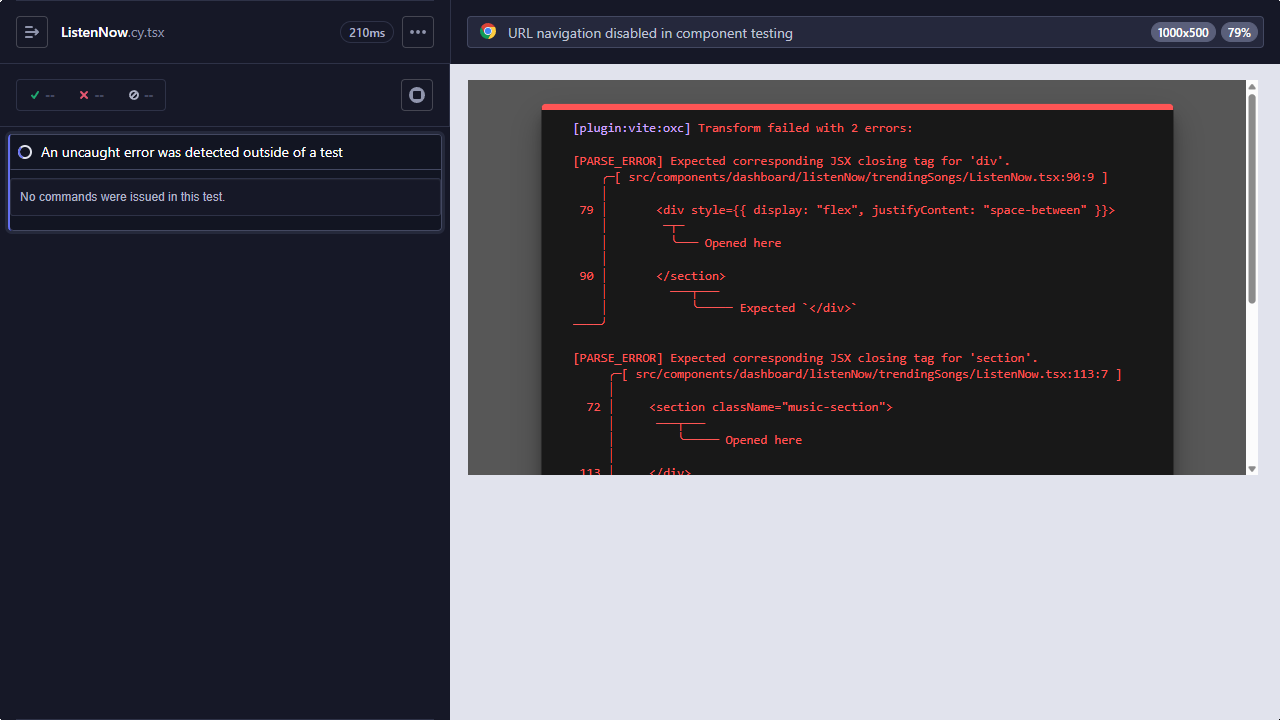 ListenNow.cy.tsx
210ms
URL navigation disabled in component testing
1000x500
79%
--
--
--
An uncaught error was detected outside of a test
No commands were issued in this test.
[plugin:vite:oxc] Transform failed with 2 errors:
[PARSE_ERROR] Expected corresponding JSX closing tag for 'div'.
[ src/components/dashboard/listenNow/trendingSongs/ListenNow.tsx:90:9 ]
79 │ <div style={{ display: "flex", justifyContent: "space-between" }}>
Opened here
90 │ </section>
Expected `</div>`
[PARSE_ERROR] Expected corresponding JSX closing tag for 'section'.
[ src/components/dashboard/listenNow/trendingSongs/ListenNow.tsx:113:7 ]
72 │ <section className="music-section">
Opened here
113 │ </div>